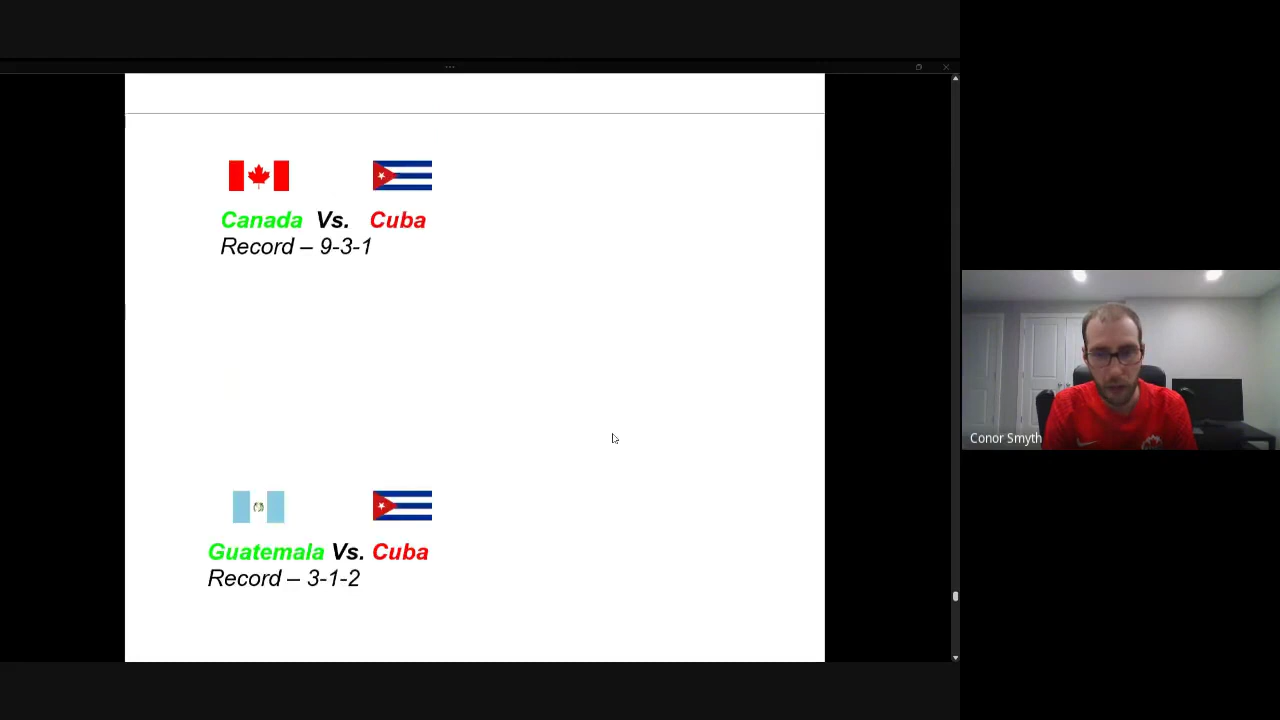 Canada Vs. Cuba
Record – 9-3-1
Guatemala Vs. Cuba
Record – 3-1-2
Conor Smyth